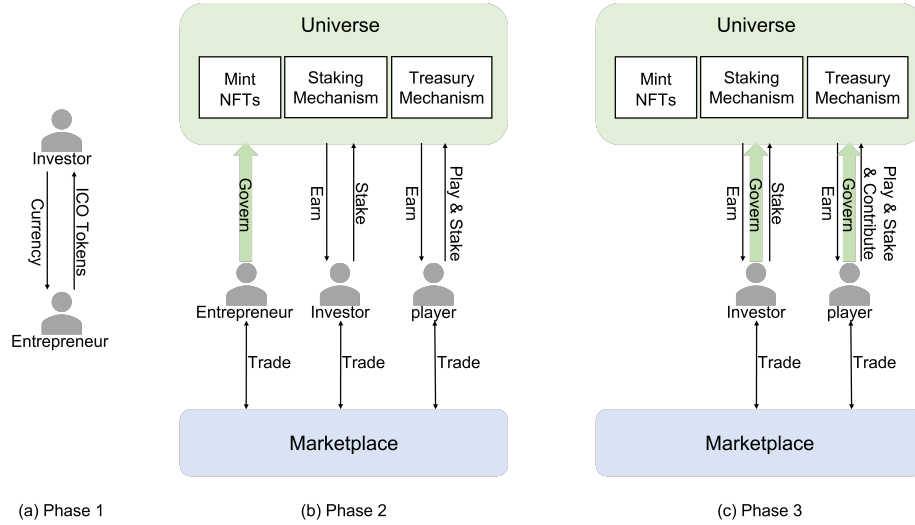 Investor
Currency
ICO Tokens
Entrepreneur
(a) Phase 1
Universe
Mint
NFTs
Staking
Mechanism
Treasury
Mechanism
Govern
Earn
Stake
Earn
Play & Stake
Entrepreneur
Investor
player
Trade
Trade
Trade
Marketplace
(b) Phase 2
Universe
Mint
NFTs
Staking
Mechanism
Treasury
Mechanism
Earn
Govern
Stake
Earn
Govern
Play & Stake
& Contribute
Investor
player
Trade
Trade
Marketplace
(c) Phase 3